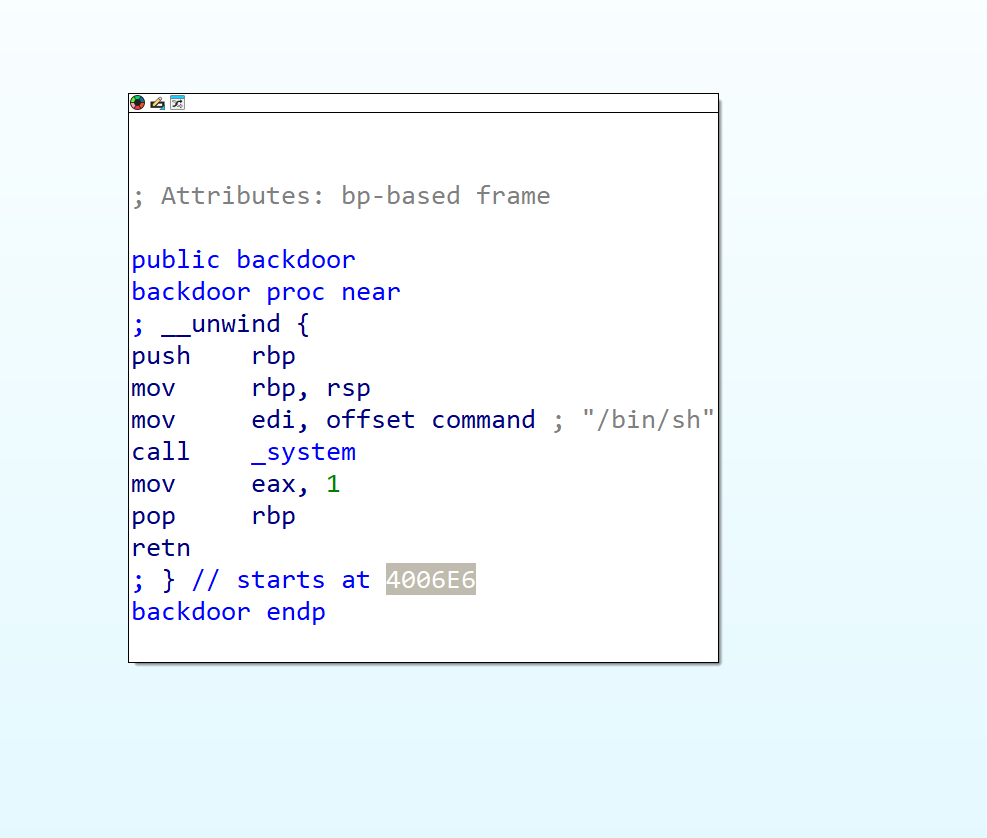 ; Attributes: bp-based frame
public backdoor
backdoor proc near
; __unwind {
push    rbp
mov     rbp, rsp
mov     edi, offset command ; "/bin/sh"
call    _system
mov     eax, 1
pop     rbp
retn
; } // starts at 4006E6
backdoor endp